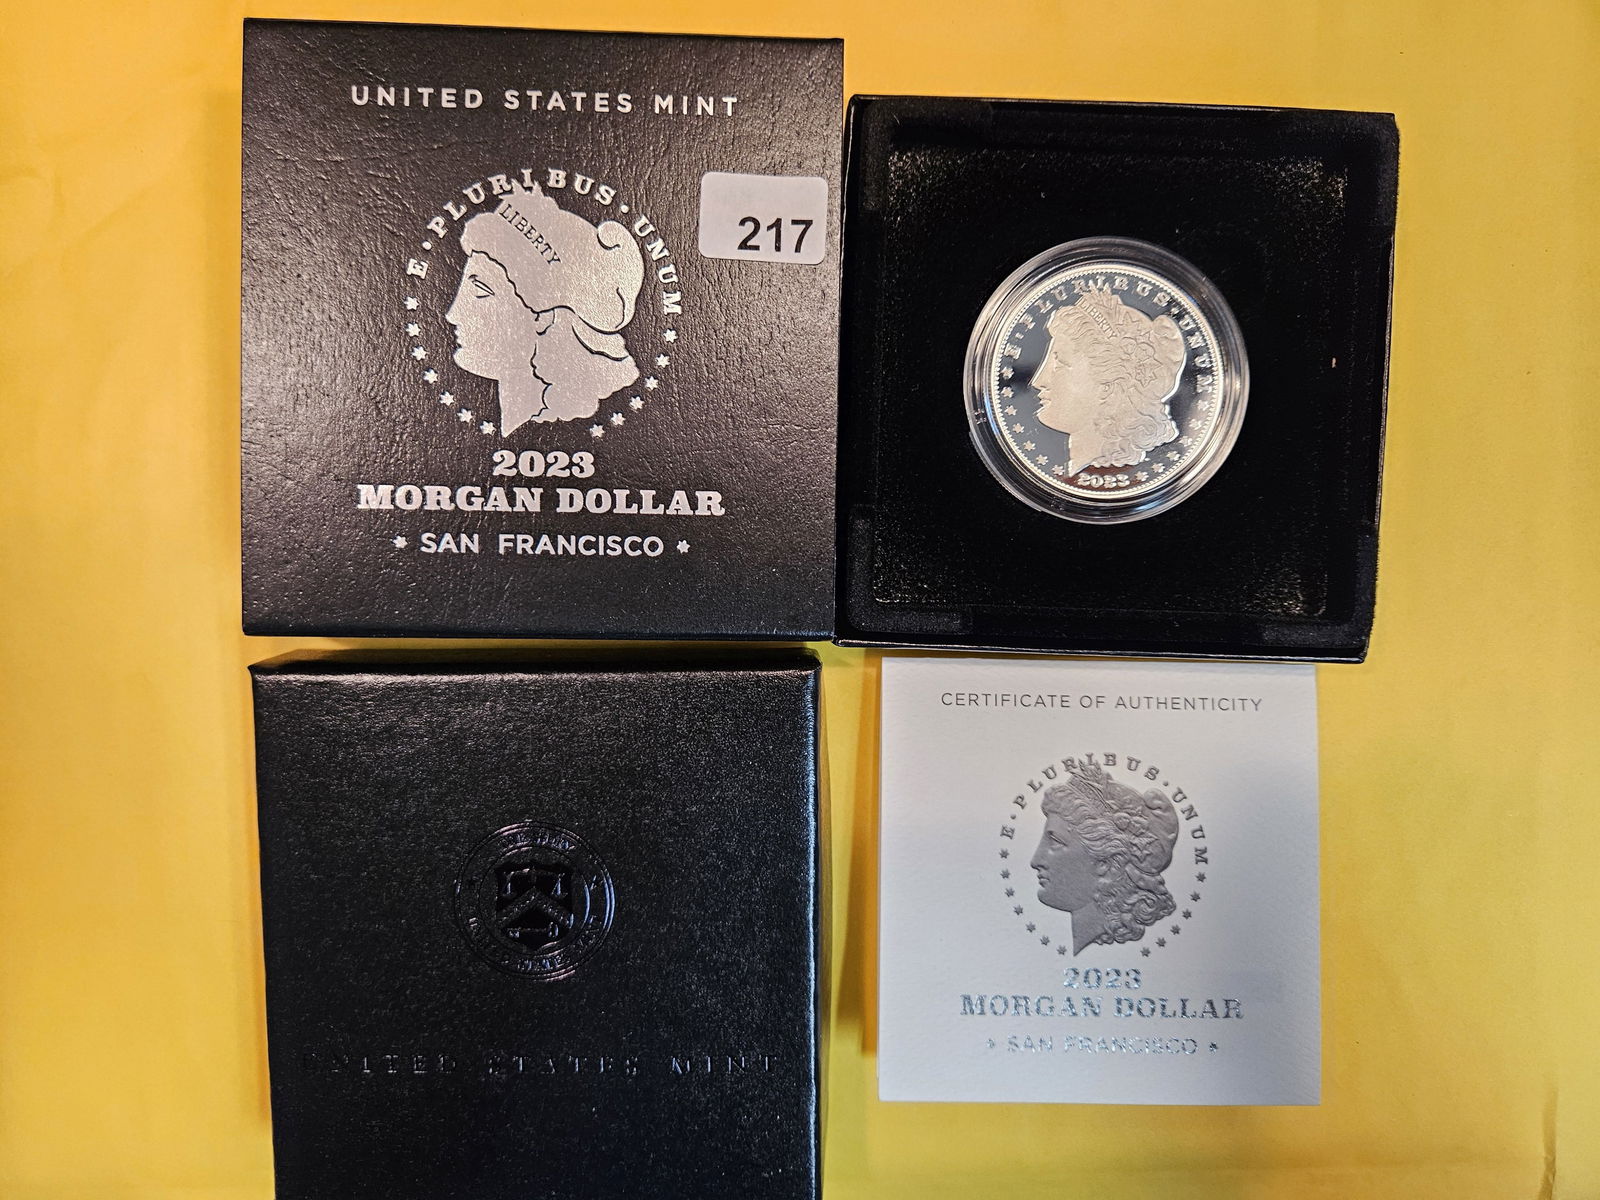 UNITED STATES MINT
E·PLURIBUS·UNUM
LIBERTY
217
2023
MORGAN DOLLAR
* SAN FRANCISCO *
E·PLURIBUS·UNUM
LIBERTY
2023
UNITED STATES MINT
CERTIFICATE OF AUTHENTICITY
E·PLURIBUS·UNUM
2023
MORGAN DOLLAR
* SAN FRANCISCO *